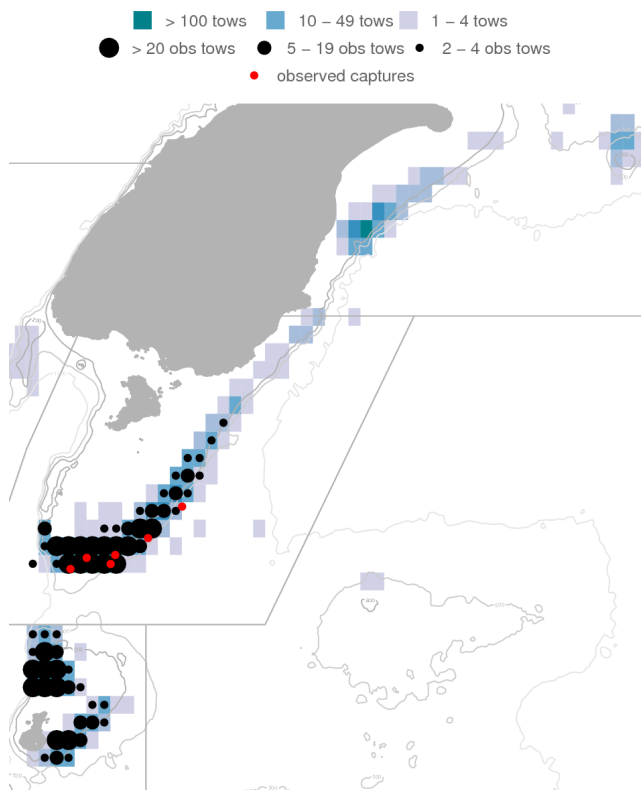 > 100 tows 10 – 49 tows 1 – 4 tows
> 20 obs tows 5 – 19 obs tows 2 – 4 obs tows
observed captures